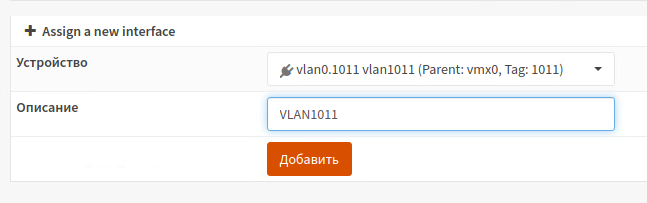 Assign a new interface
Устройство
vlan0.1011 vlan1011 (Parent: vmx0, Tag: 1011)
Описание
VLAN1011
Добавить